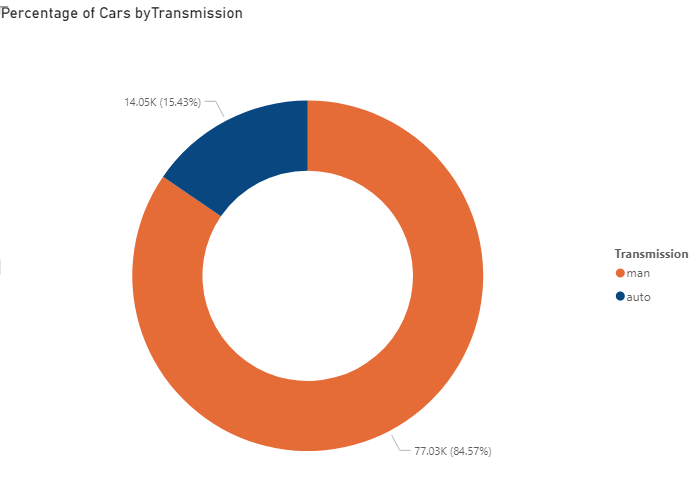 Percentage of Cars byTransmission
14.05K (15.43%)
Transmission
man
auto
77.03K (84.57%)